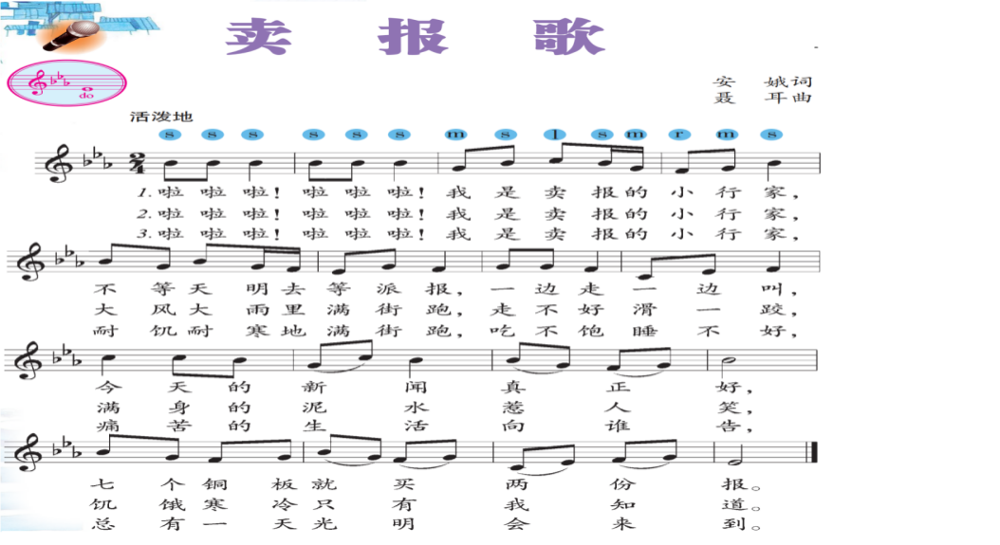 卖 报 歌
do
安 娥 词
聂 耳 曲
活泼地
s s s s s s m s l s m r m s
2/4
1. 啦 啦 啦! 啦 啦 啦! 我 是 卖 报 的 小 行 家,
2. 啦 啦 啦! 啦 啦 啦! 我 是 卖 报 的 小 行 家,
3. 啦 啦 啦! 啦 啦 啦! 我 是 卖 报 的 小 行 家,
不 等 天 明 去 等 派 报, 一 边 走 一 边 叫,
大 风 大 雨 里 满 街 跑, 走 不 好 滑 一 跤,
耐 饥 耐 寒 地 满 街 跑, 吃 不 饱 睡 不 好,
今 天 的 新 闻 真 正 好,
满 身 的 泥 水 惹 人 笑,
痛 苦 的 生 活 向 谁 告,
七 个 铜 板 就 买 两 份 报。
饥 饿 寒 冷 只 有 我 知 道。
总 有 一 天 光 明 会 来 到。